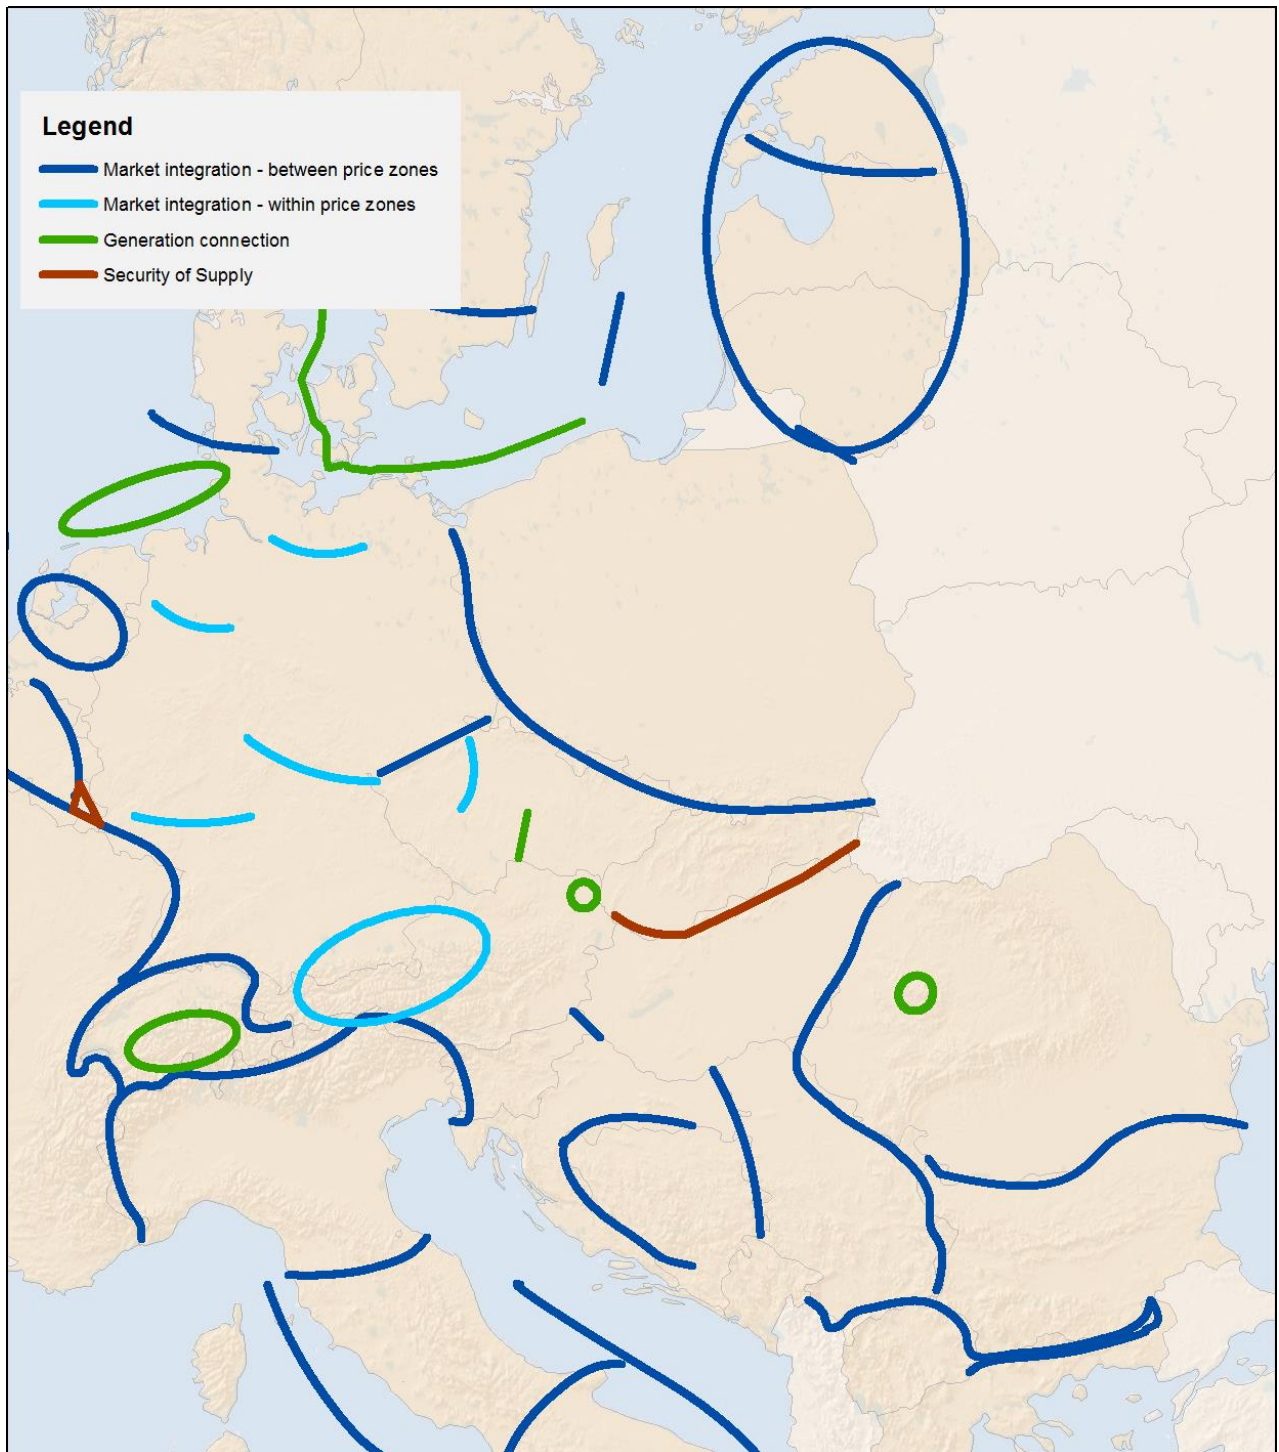 Legend
Market integration - between price zones
Market integration - within price zones
Generation connection
Security of Supply